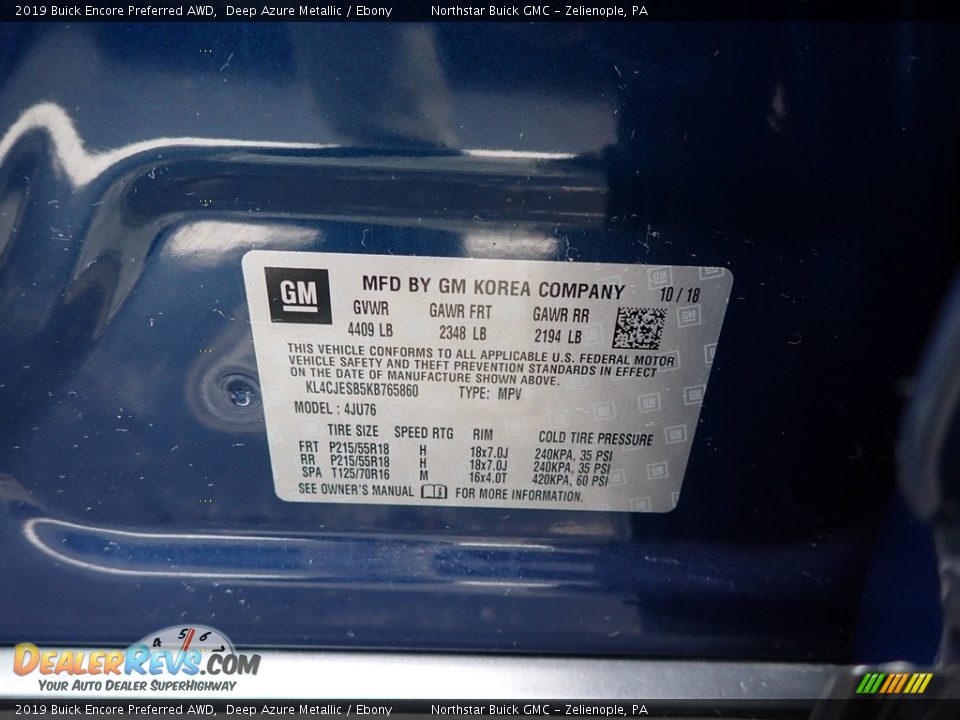 2019 Buick Encore Preferred AWD, Deep Azure Metallic / Ebony Northstar Buick GMC - Zelienople, PA
GM MFD BY GM KOREA COMPANY 10 / 18
GVWR GAWR FRT GAWR RR
4409 LB 2348 LB 2194 LB
THIS VEHICLE CONFORMS TO ALL APPLICABLE U.S. FEDERAL MOTOR
VEHICLE SAFETY AND THEFT PREVENTION STANDARDS IN EFFECT
ON THE DATE OF MANUFACTURE SHOWN ABOVE.
KL4CJESB5KB765860 TYPE: MPV
MODEL : 4JU76
TIRE SIZE SPEED RTG RIM COLD TIRE PRESSURE
FRT P215/55R18 H 18x7.0J 240KPA, 35 PSI
RR P215/55R18 H 18x7.0J 240KPA, 35 PSI
SPA T125/70R16 M 16x4.0T 420KPA, 60 PSI
SEE OWNER'S MANUAL FOR MORE INFORMATION.
4 5 6
DEALERREVS.COM
YOUR AUTO DEALER SUPERHIGHWAY
2019 Buick Encore Preferred AWD, Deep Azure Metallic / Ebony Northstar Buick GMC - Zelienople, PA